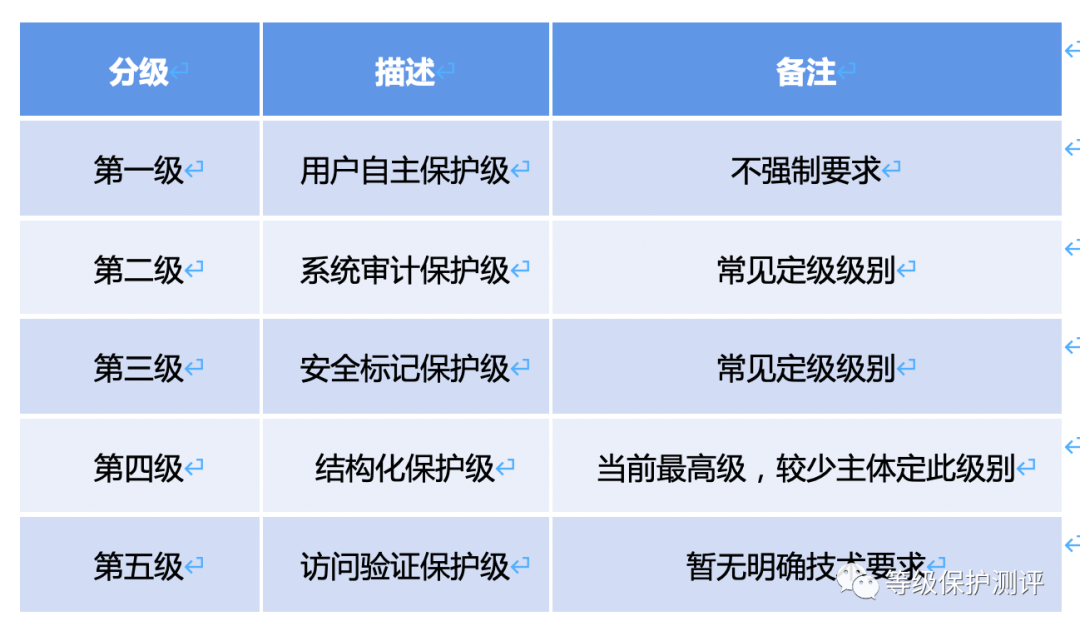 分级 描述 备注
第一级 用户自主保护级 不强制要求
第二级 系统审计保护级 常见定级级别
第三级 安全标记保护级 常见定级级别
第四级 结构化保护级 当前最高级，较少主体定此级别
第五级 访问验证保护级 暂无明确技术要求
等级保护测评